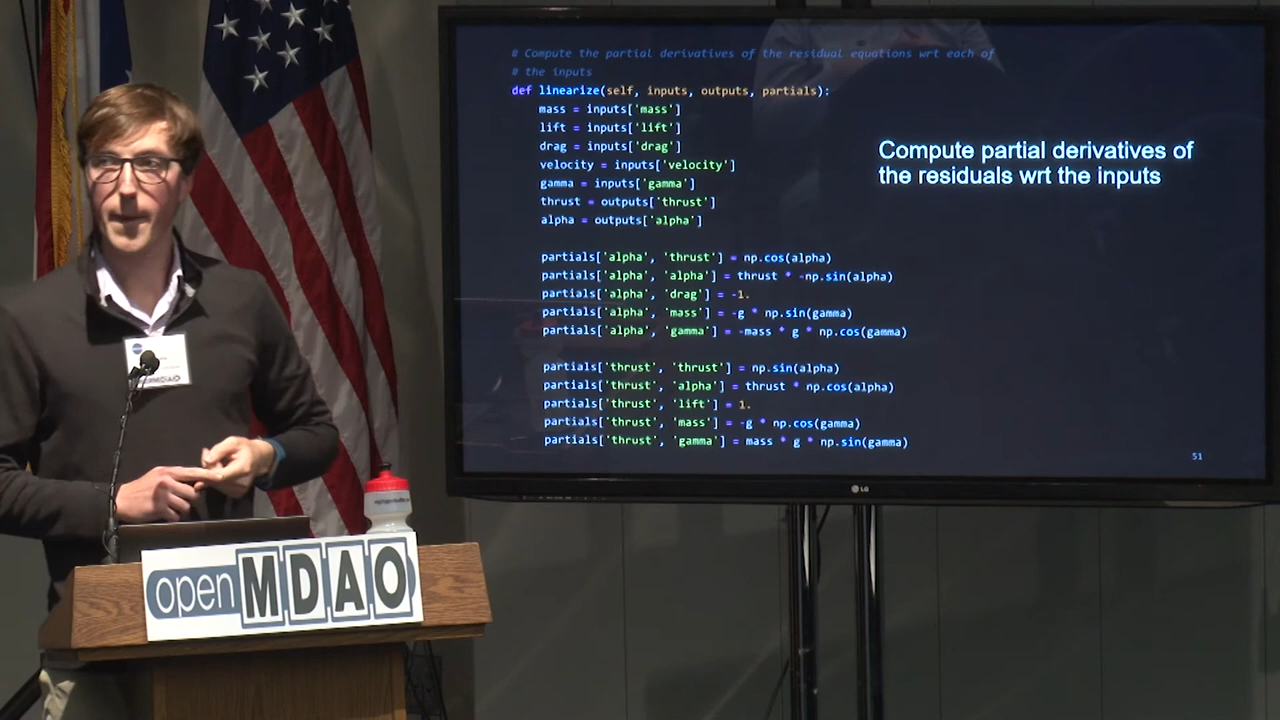 # Compute the partial derivatives of the residual equations wrt each of
# the inputs
def linearize(self, inputs, outputs, partials):
mass = inputs['mass']
lift = inputs['lift']
drag = inputs['drag']
velocity = inputs['velocity']
gamma = inputs['gamma']
thrust = outputs['thrust']
alpha = outputs['alpha']
partials['alpha', 'thrust'] = np.cos(alpha)
partials['alpha', 'alpha'] = thrust * -np.sin(alpha)
partials['alpha', 'drag'] = -1.
partials['alpha', 'mass'] = -g * np.sin(gamma)
partials['alpha', 'gamma'] = -mass * g * np.cos(gamma)
partials['thrust', 'thrust'] = np.sin(alpha)
partials['thrust', 'alpha'] = thrust * np.cos(alpha)
partials['thrust', 'lift'] = 1.
partials['thrust', 'mass'] = -g * np.cos(gamma)
partials['thrust', 'gamma'] = mass * g * np.sin(gamma)
Compute partial derivatives of
the residuals wrt the inputs
51
LG
open MDAO